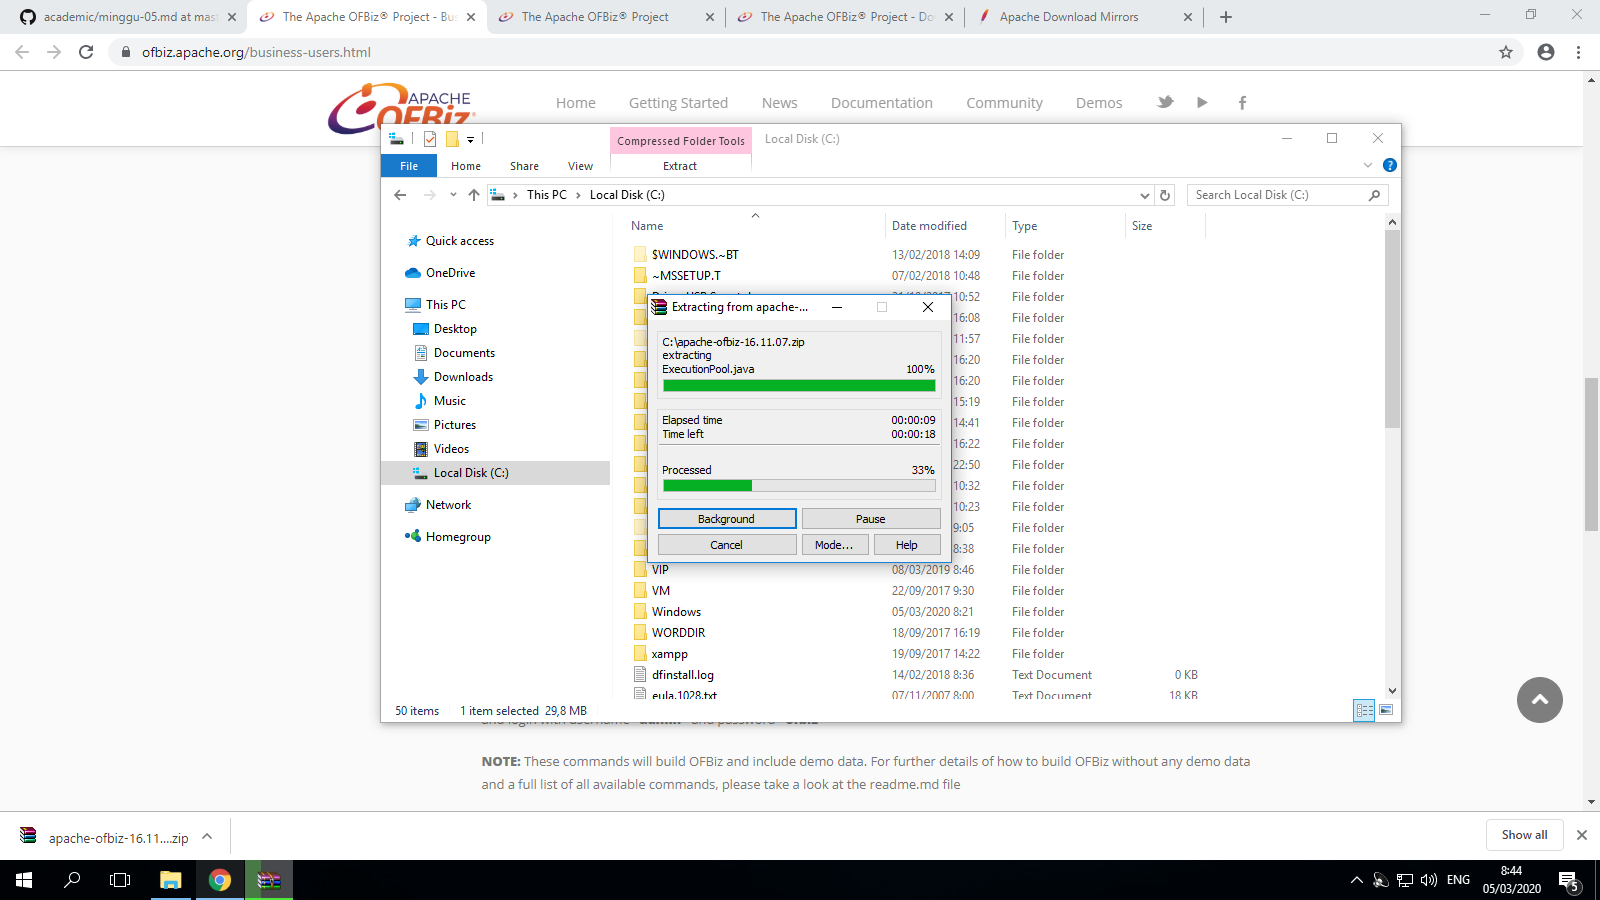 academic/minggu-05.md at mast
The Apache OFBiz® Project - Bus
The Apache OFBiz® Project
The Apache OFBiz® Project - Do
Apache Download Mirrors
ofbiz.apache.org/business-users.html
APACHE
OFBiz
Home
Getting Started
News
Documentation
Community
Demos
Compressed Folder Tools
Local Disk (C:)
File
Home
Share
View
Extract
This PC
Local Disk (C:)
Search Local Disk (C:)
Quick access
OneDrive
This PC
Desktop
Documents
Downloads
Music
Pictures
Videos
Local Disk (C:)
Network
Homegroup
Name Date modified Type Size
$WINDOWS.~BT 13/02/2018 14:09 File folder
~MSSETUP.T 07/02/2018 10:48 File folder
10:52 File folder
16:08 File folder
11:57 File folder
16:20 File folder
16:20 File folder
15:19 File folder
14:41 File folder
16:22 File folder
22:50 File folder
10:32 File folder
10:23 File folder
9:05 File folder
8:38 File folder
VIP 08/03/2019 8:46 File folder
VM 22/09/2017 9:30 File folder
Windows 05/03/2020 8:21 File folder
WORDDIR 18/09/2017 16:19 File folder
xampp 19/09/2017 14:22 File folder
dfinstall.log 14/02/2018 8:36 Text Document 0 KB
eula.1028.txt 07/11/2007 8:00 Text Document 18 KB
50 items
1 item selected 29,8 MB
Extracting from apache-...
C:\apache-ofbiz-16.11.07.zip
extracting
ExecutionPool.java 100%
Elapsed time 00:00:09
Time left 00:00:18
Processed 33%
Background
Pause
Cancel
Mode...
Help
NOTE: These commands will build OFBiz and include demo data. For further details of how to build OFBiz without any demo data
and a full list of all available commands, please take a look at the readme.md file
apache-ofbiz-16.11....zip
Show all
ENG
8:44
05/03/2020
5